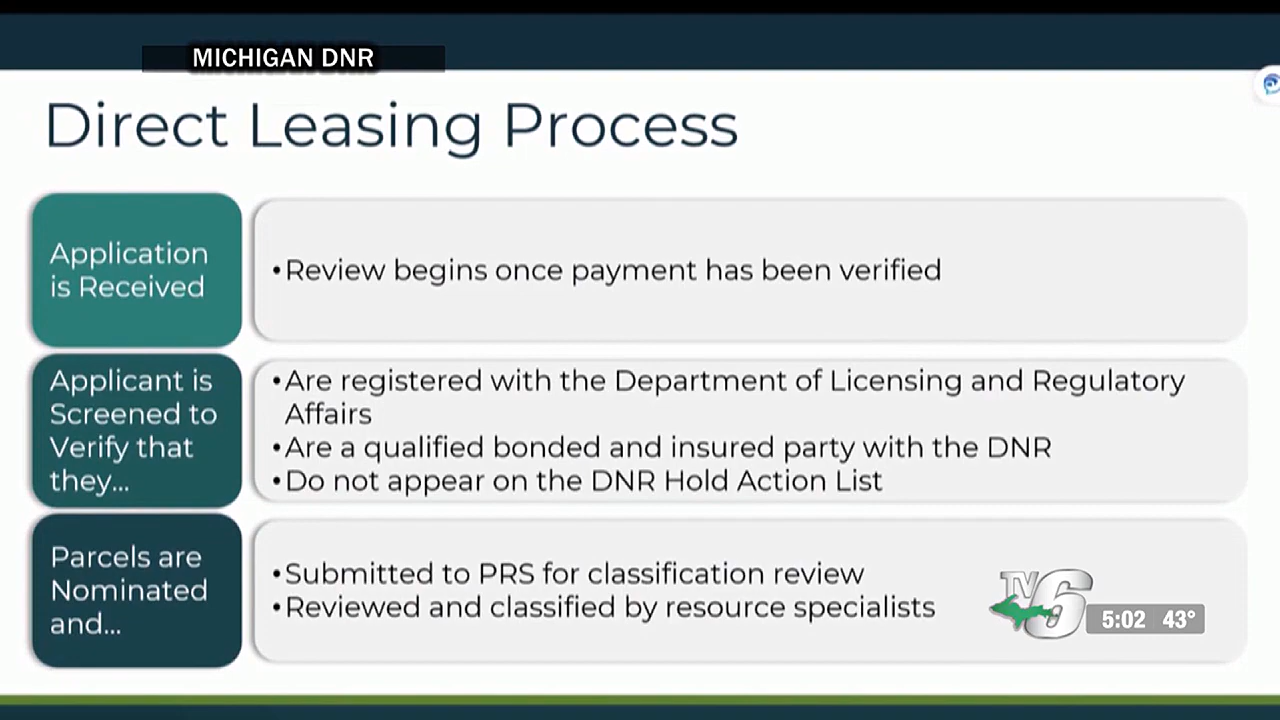 MICHIGAN DNR
Direct Leasing Process
Application
is Received
•Review begins once payment has been verified
Applicant is
Screened to
Verify that
they...
•Are registered with the Department of Licensing and Regulatory
Affairs
•Are a qualified bonded and insured party with the DNR
•Do not appear on the DNR Hold Action List
Parcels are
Nominated
and...
•Submitted to PRS for classification review
•Reviewed and classified by resource specialists
TV6
5:02 43°